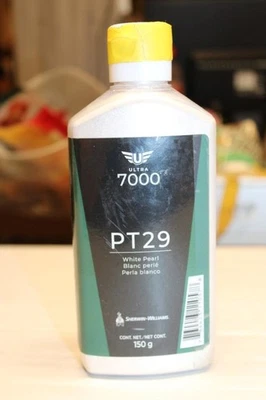 U
ULTRA
7000
PT29
White Pearl
Blanc perlé
Perla blanco
SHERWIN-WILLIAMS.
CONT. NET./NET CONT.
150 g